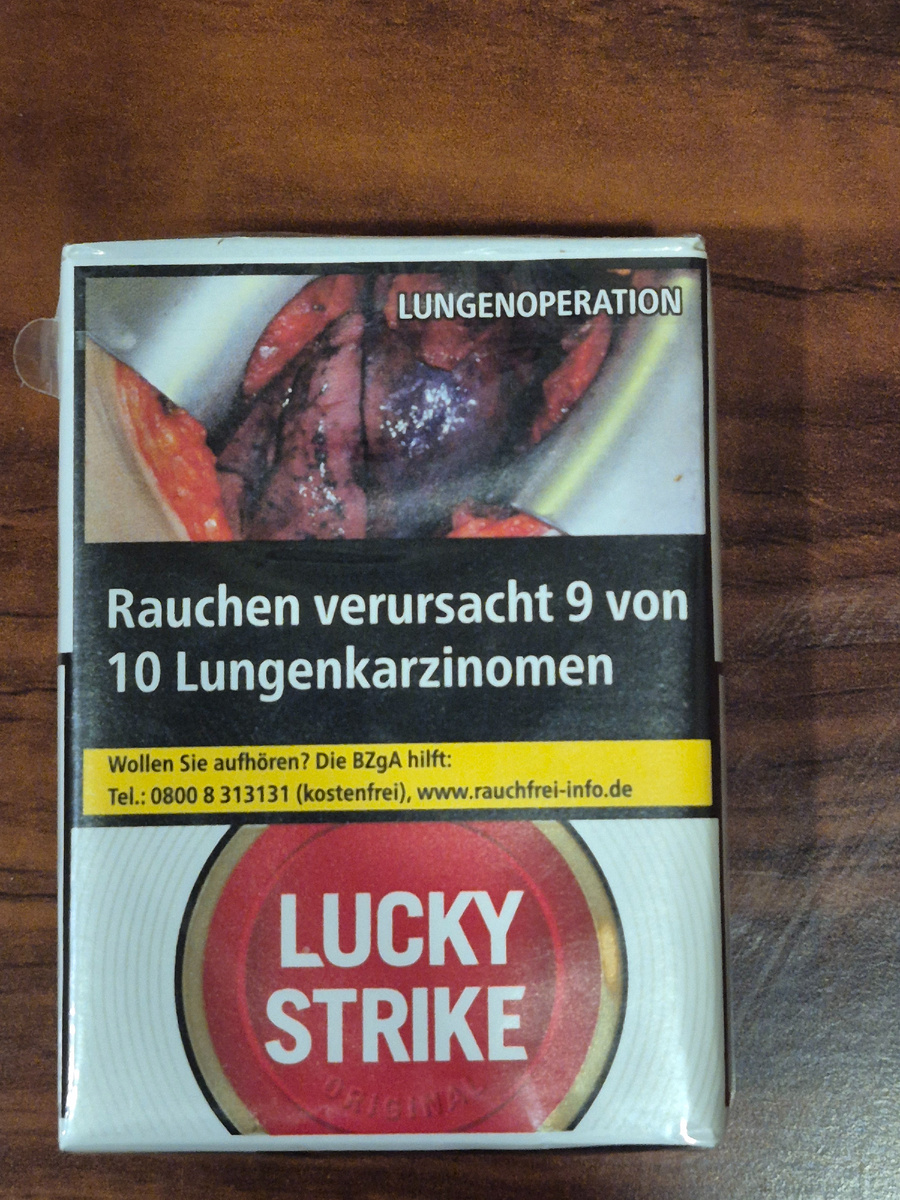 LUNGENOPERATION
Rauchen verursacht 9 von
10 Lungenkarzinomen
Wollen Sie aufhören? Die BZgA hilft:
Tel.: 0800 8 313131 (kostenfrei), www.rauchfrei-info.de
LUCKY
STRIKE
ORIGINAL